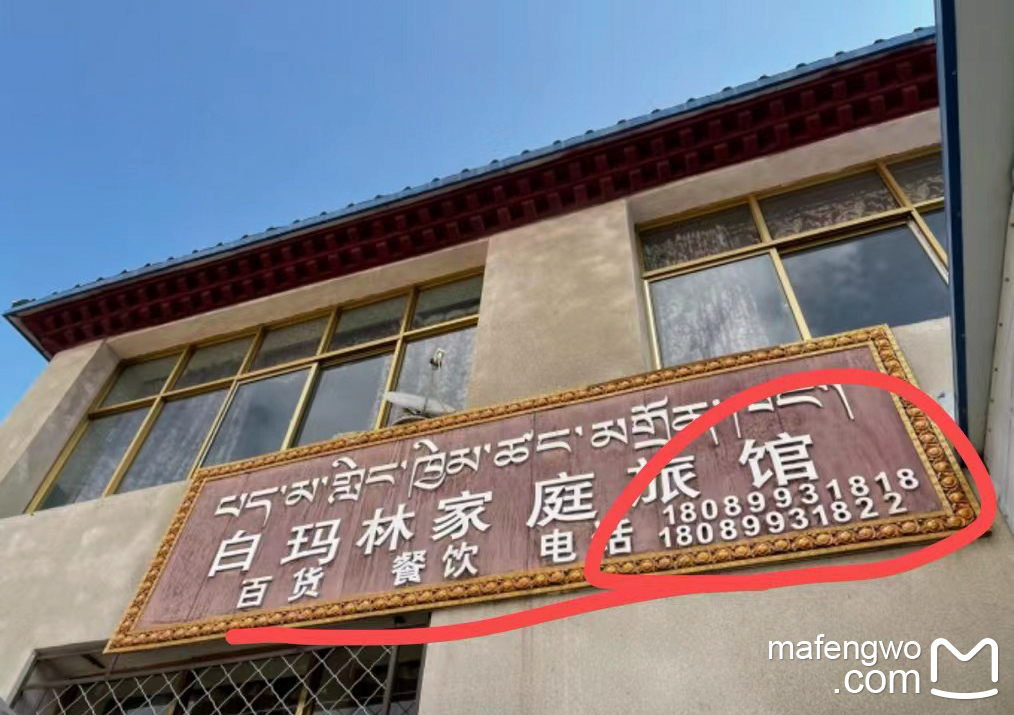 པད་མ་གླིང་ཁྱིམ་ཚང་མགྲོན་ཁང་།
白玛林家庭旅馆
百货 餐饮 电话 18089931818
18089931822
mafengwo
.com